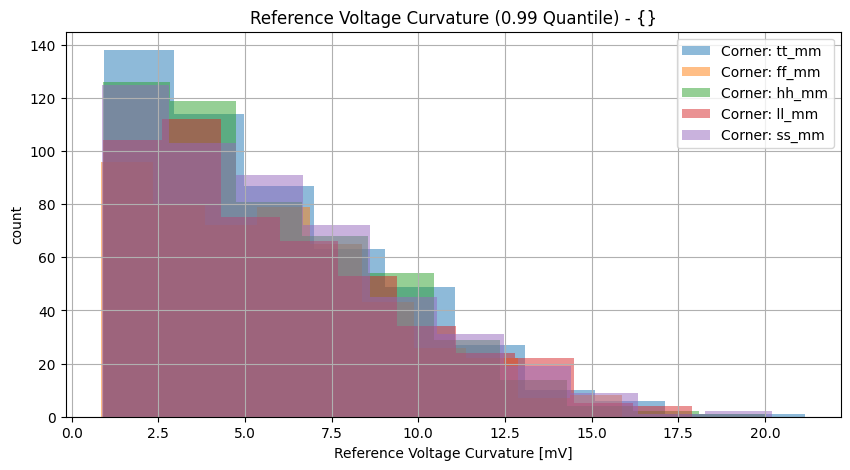 Reference Voltage Curvature (0.99 Quantile) - {}
Corner: tt_mm
Corner: ff_mm
Corner: hh_mm
Corner: ll_mm
Corner: ss_mm
140
120
100
80
60
40
20
0
count
0.0 2.5 5.0 7.5 10.0 12.5 15.0 17.5 20.0
Reference Voltage Curvature [mV]